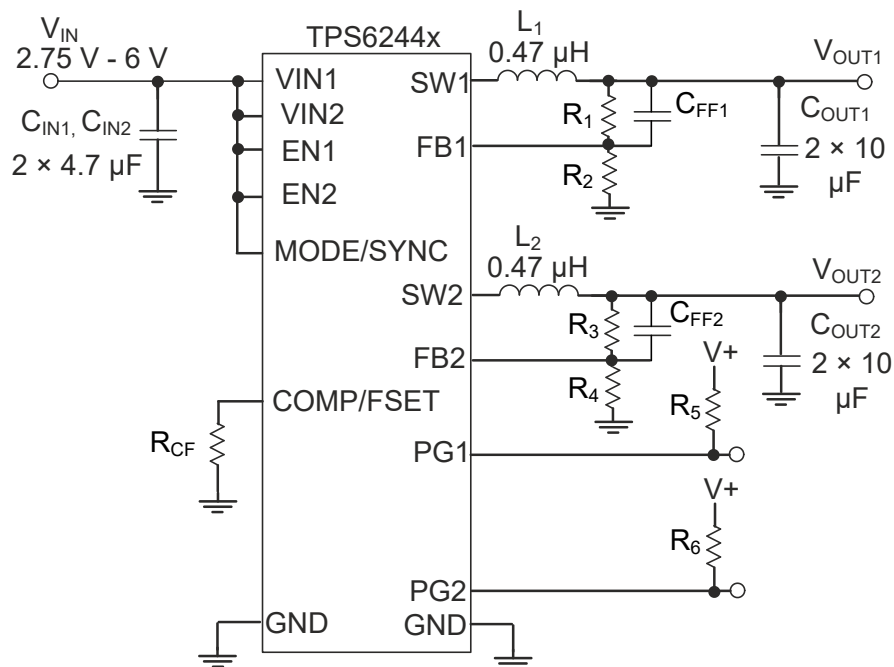 TPS6244x
V_IN
2.75 V - 6 V
C_IN1, C_IN2
2 × 4.7 µF
VIN1
VIN2
EN1
EN2
MODE/SYNC
COMP/FSET
R_CF
GND
SW1
FB1
SW2
FB2
PG1
PG2
GND
L_1
0.47 µH
R_1
R_2
C_FF1
V_OUT1
C_OUT1
2 × 10
µF
L_2
0.47 µH
R_3
R_4
C_FF2
V_OUT2
C_OUT2
2 × 10
µF
V+
R_5
V+
R_6